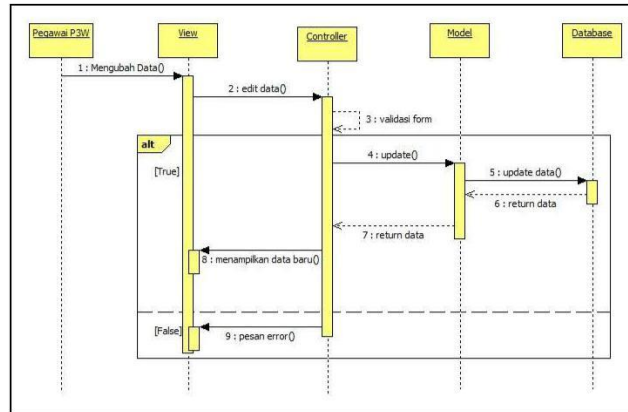 Pegawai P3W
View
Controller
Model
Database
1 : Mengubah Data()
2 : edit data()
3 : validasi form
alt
[True]
4 : update()
5 : update data()
6 : return data
7 : return data
8 : menampilkan data baru()
[False]
9 : pesan error()